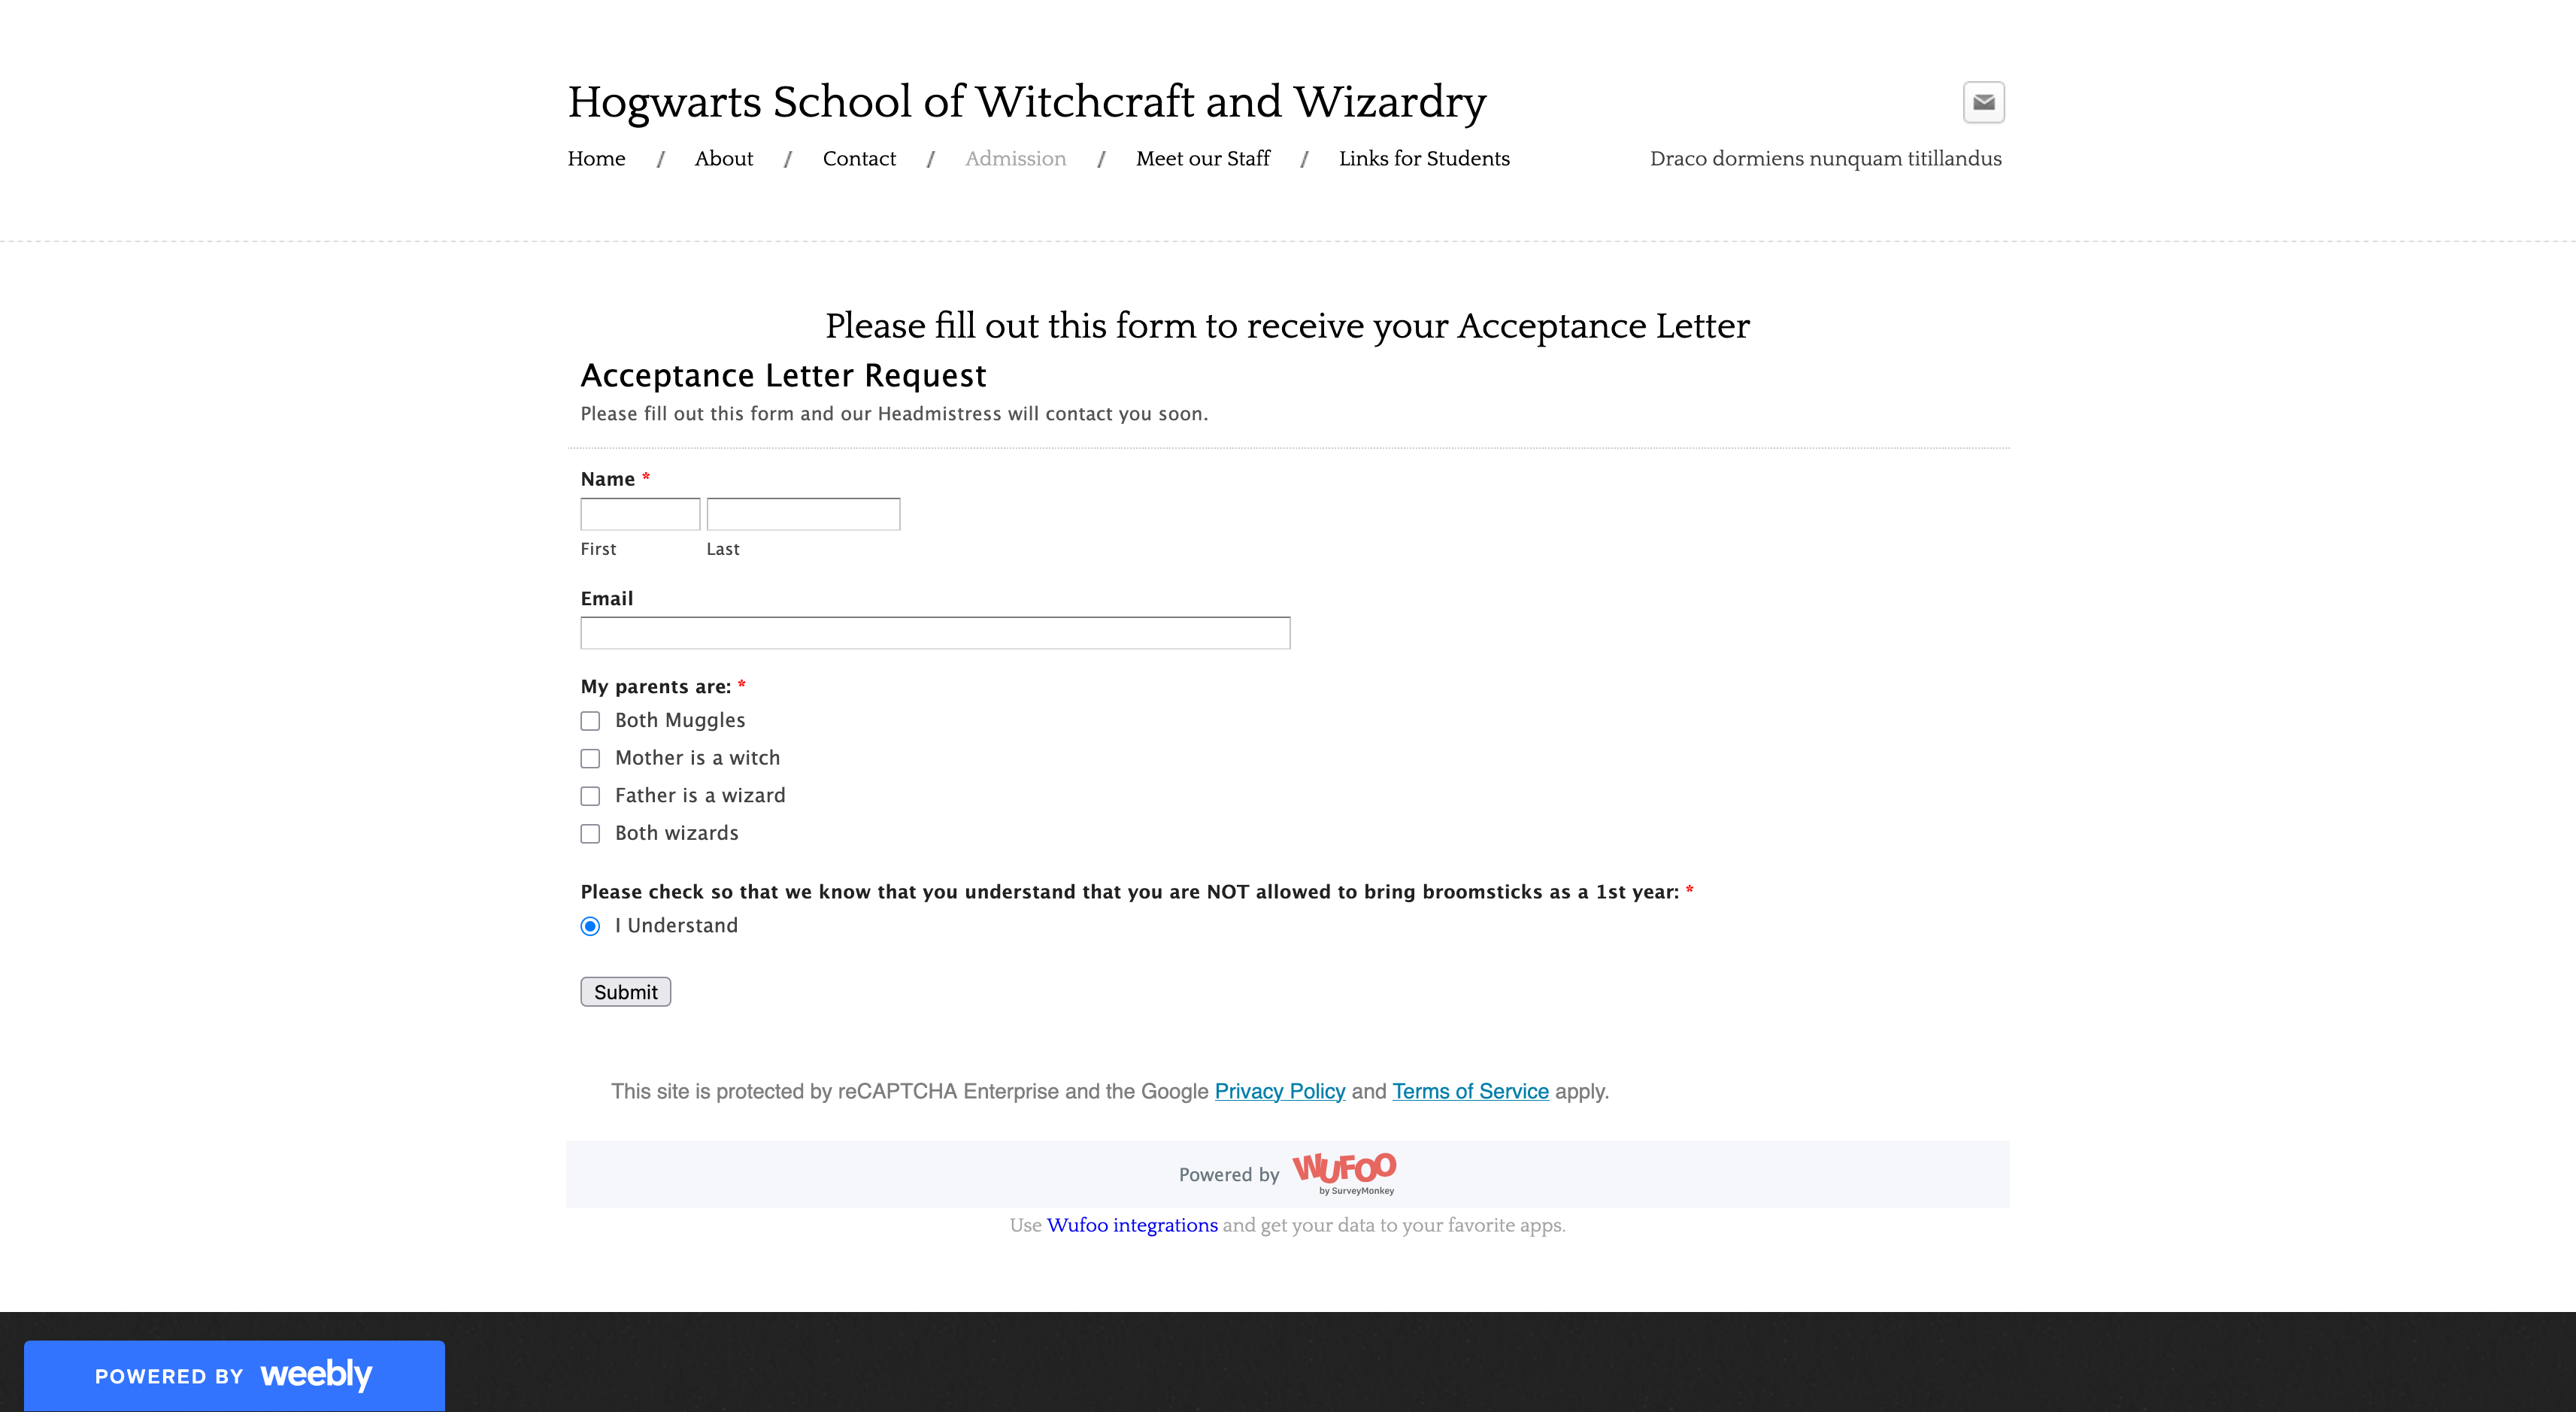 Hogwarts School of Witchcraft and Wizardry
Home / About / Contact / Admission / Meet our Staff / Links for Students Draco dormiens nunquam titillandus
Please fill out this form to receive your Acceptance Letter
Acceptance Letter Request
Please fill out this form and our Headmistress will contact you soon.
Name *
First Last
Email
My parents are: *
Both Muggles
Mother is a witch
Father is a wizard
Both wizards
Please check so that we know that you understand that you are NOT allowed to bring broomsticks as a 1st year: *
I Understand
Submit
This site is protected by reCAPTCHA Enterprise and the Google Privacy Policy and Terms of Service apply.
Powered by WUFOO
by SurveyMonkey
Use Wufoo integrations and get your data to your favorite apps.
POWERED BY weebly